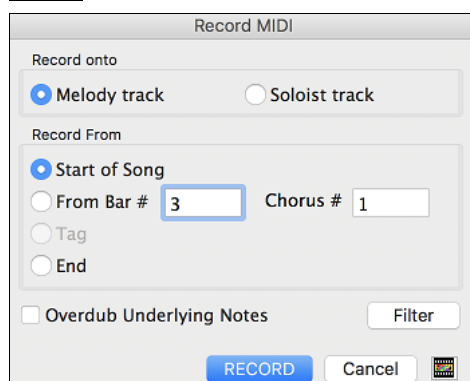 Record MIDI
Record onto
Melody track Soloist track
Record From
Start of Song
From Bar # 3 Chorus # 1
Tag
End
Overdub Underlying Notes Filter
RECORD Cancel